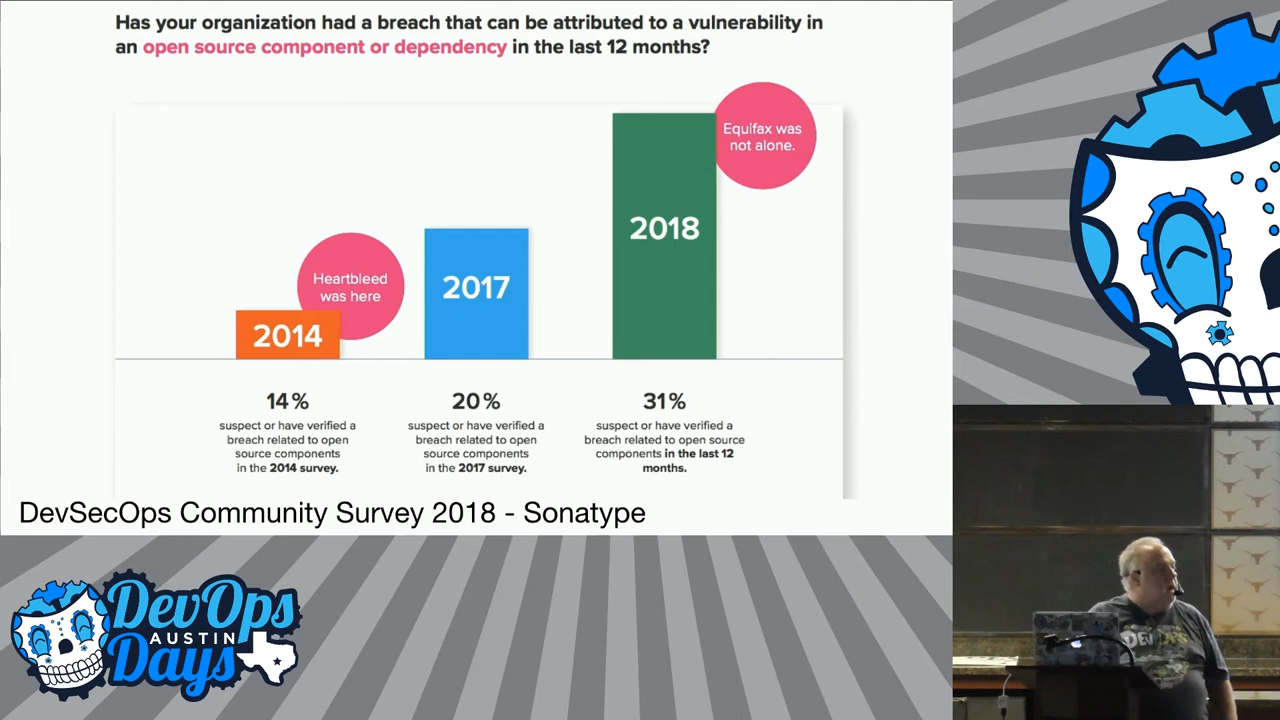 Has your organization had a breach that can be attributed to a vulnerability in
an open source component or dependency in the last 12 months?
Equifax was
not alone.
2018
Heartbleed
was here
2017
2014
14%
suspect or have verified a
breach related to open
source components
in the 2014 survey.
20%
suspect or have verified a
breach related to open
source components
in the 2017 survey.
31%
suspect or have verified a
breach related to open source
components in the last 12
months.
DevSecOps Community Survey 2018 - Sonatype
DevOps
AUSTIN
Days
DEVOPS